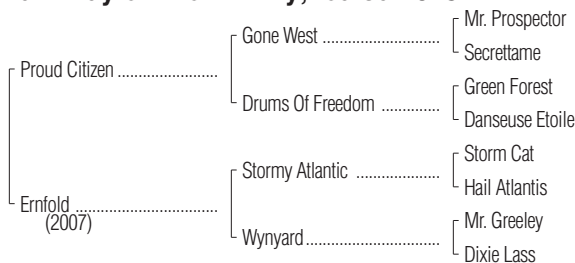 Mr. Prospector
Gone West ........................
Secrettame
Proud Citizen .......................
Green Forest
Drums Of Freedom ..............
Danseuse Etoile
Storm Cat
Stormy Atlantic ...................
Hail Atlantis
Ernfold .................................
(2007)
Mr. Greeley
Wynyard...............................
Dixie Lass